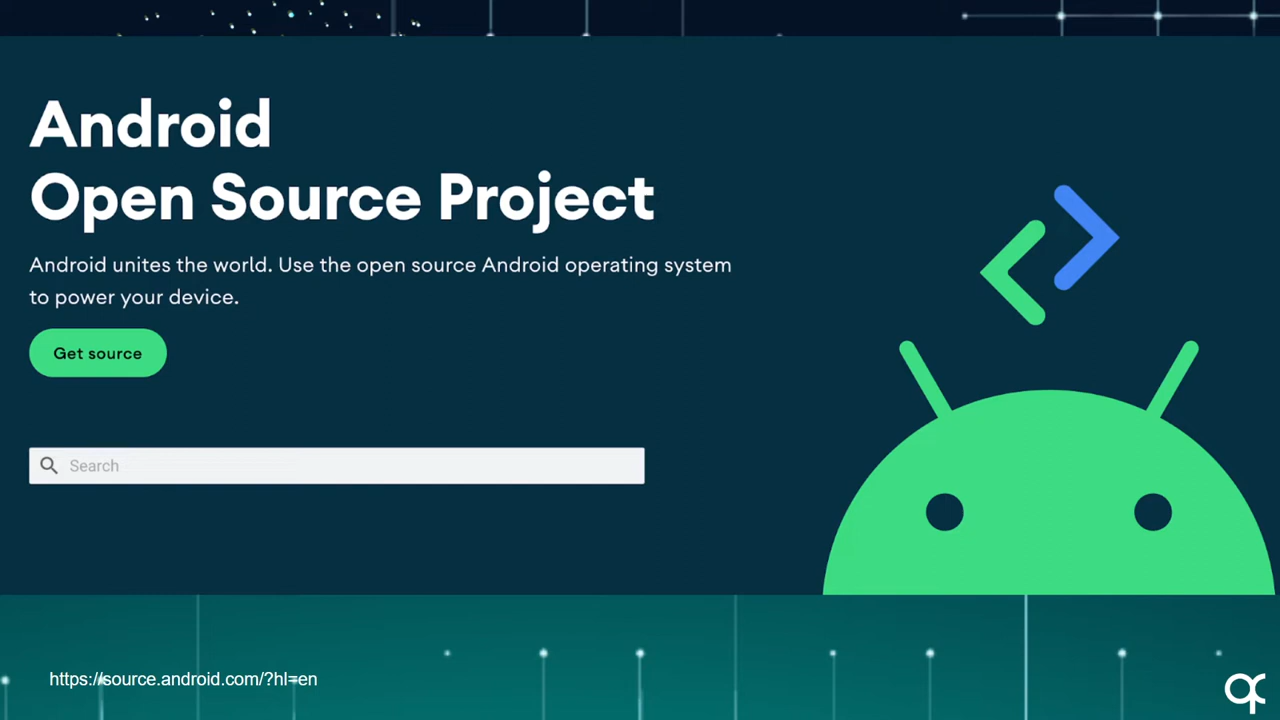 Android
Open Source Project
Android unites the world. Use the open source Android operating system
to power your device.
Get source
Search
https://source.android.com/?hl=en